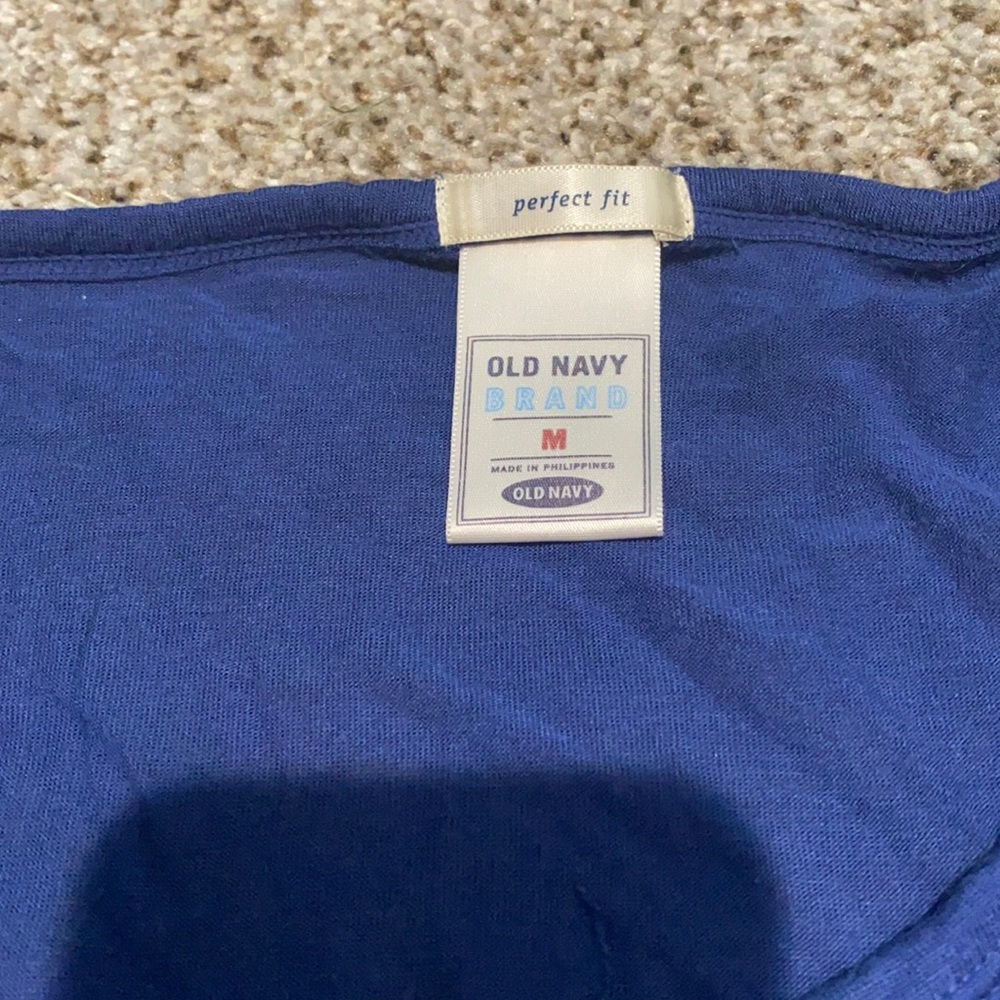 perfect fit
OLD NAVY
BRAND
M
MADE IN PHILIPPINES
OLD NAVY